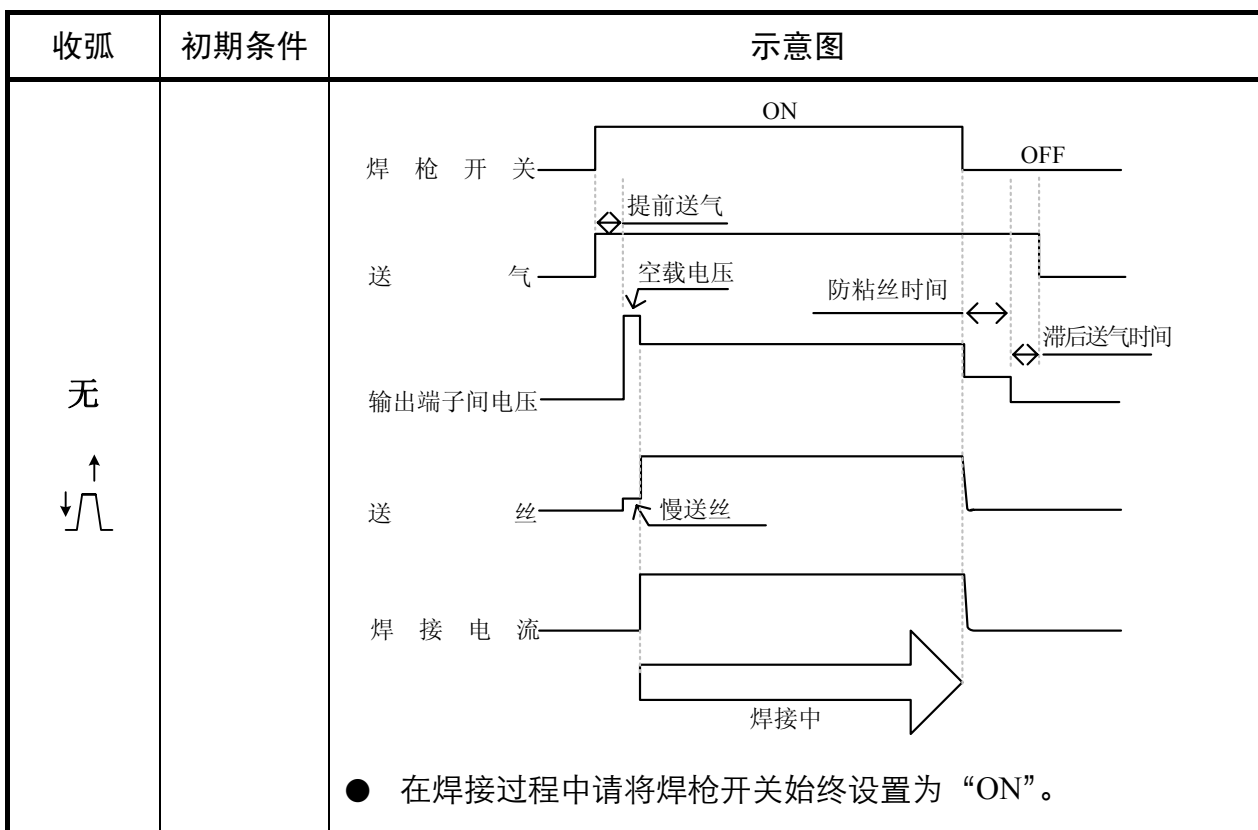 收弧 初期条件 示意图
ON
焊枪开关
OFF
提前送气
送气
空载电压
防粘丝时间
滞后送气时间
无
输出端子间电压
送丝
慢送丝
焊接电流
焊接中
● 在焊接过程中请将焊枪开关始终设置为“ON”。